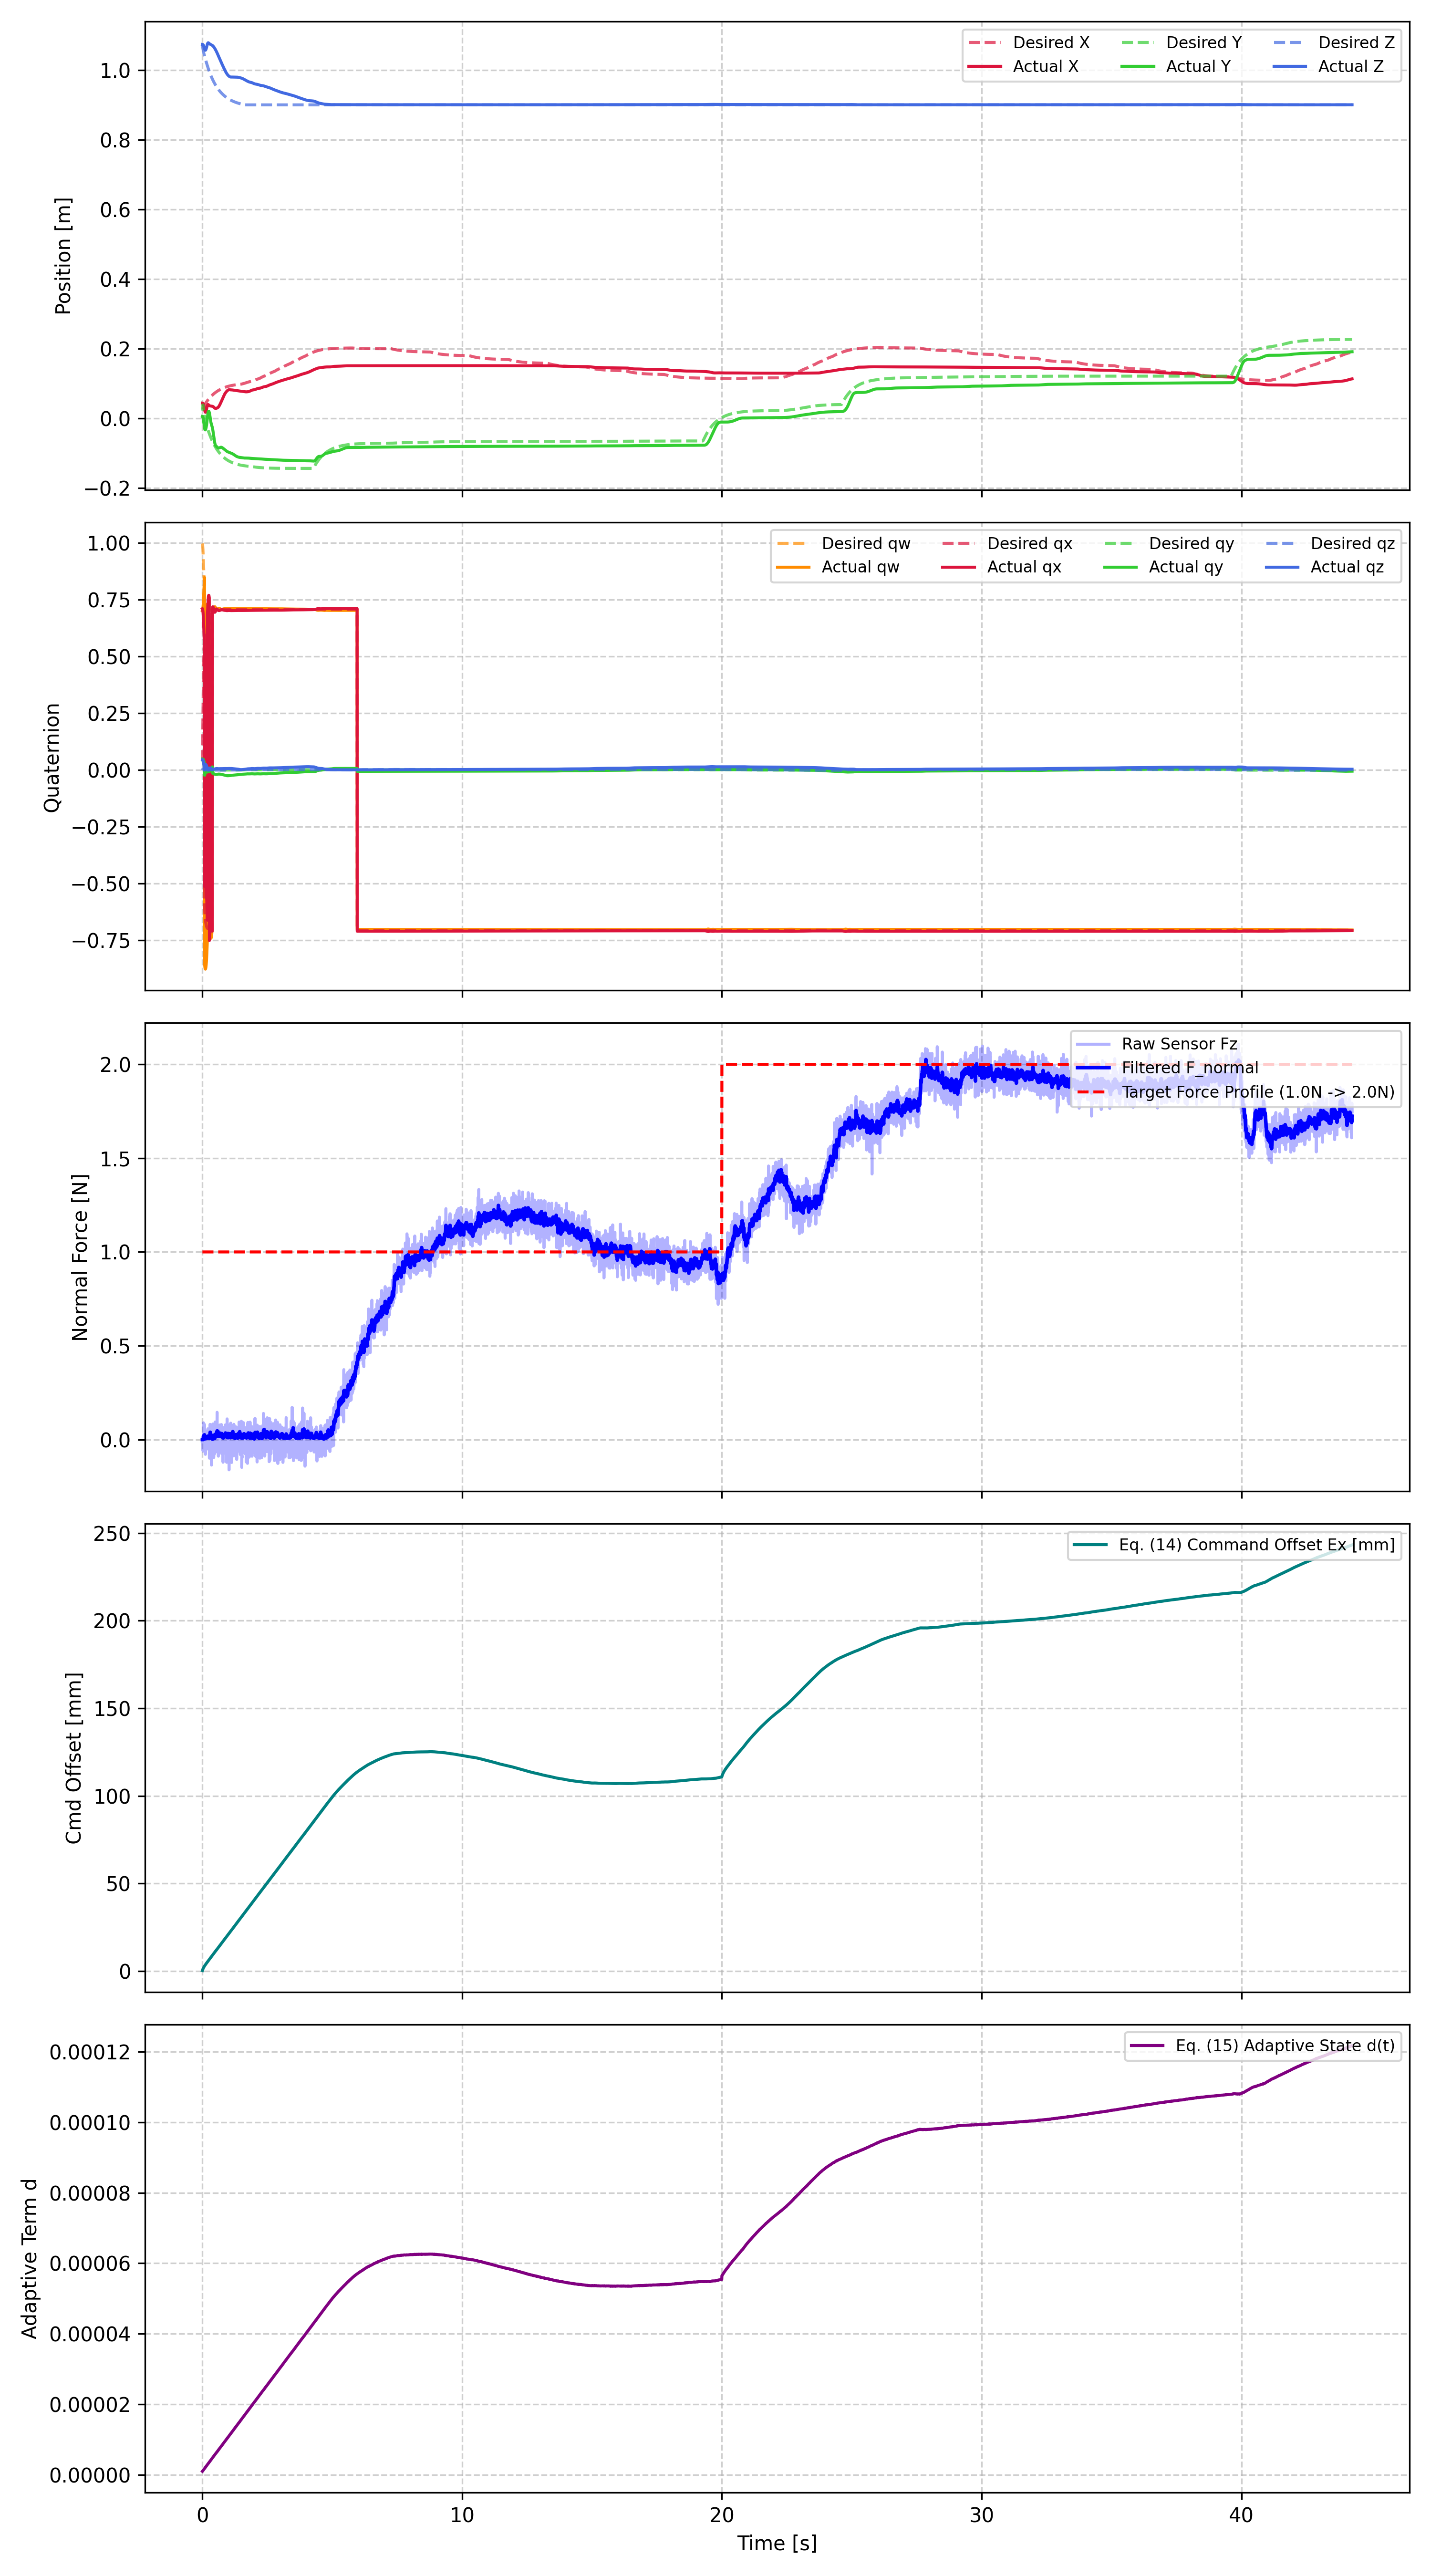 Position [m]
1.0
0.8
0.6
0.4
0.2
0.0
−0.2
Desired X Desired Y Desired Z
Actual X Actual Y Actual Z
Quaternion
1.00
0.75
0.50
0.25
0.00
−0.25
−0.50
−0.75
Desired qw Desired qx Desired qy Desired qz
Actual qw Actual qx Actual qy Actual qz
Normal Force [N]
2.0
1.5
1.0
0.5
0.0
Raw Sensor Fz
Filtered F_normal
Target Force Profile (1.0N -> 2.0N)
Cmd Offset [mm]
250
200
150
100
50
0
Eq. (14) Command Offset Ex [mm]
Adaptive Term d
0.00012
0.00010
0.00008
0.00006
0.00004
0.00002
0.00000
Eq. (15) Adaptive State d(t)
0 10 20 30 40
Time [s]